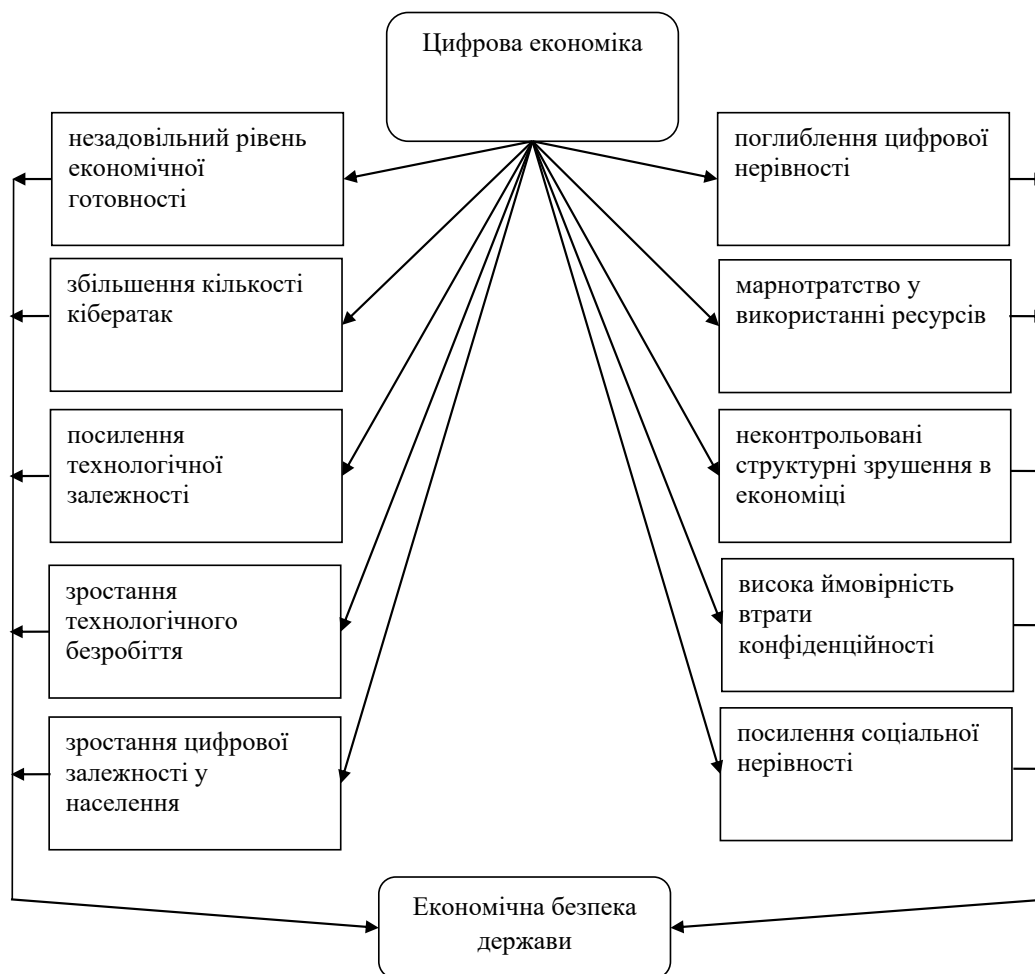 Цифрова економіка
незадовільний рівень
економічної
готовності
збільшення кількості
кібератак
посилення
технологічної
залежності
зростання
технологічного
безробіття
зростання цифрової
залежності у
населення
поглиблення цифрової
нерівності
марнотратство у
використанні ресурсів
неконтрольовані
структурні зрушення в
економіці
висока ймовірність
втрати
конфіденційності
посилення соціальної
нерівності
Економічна безпека
держави